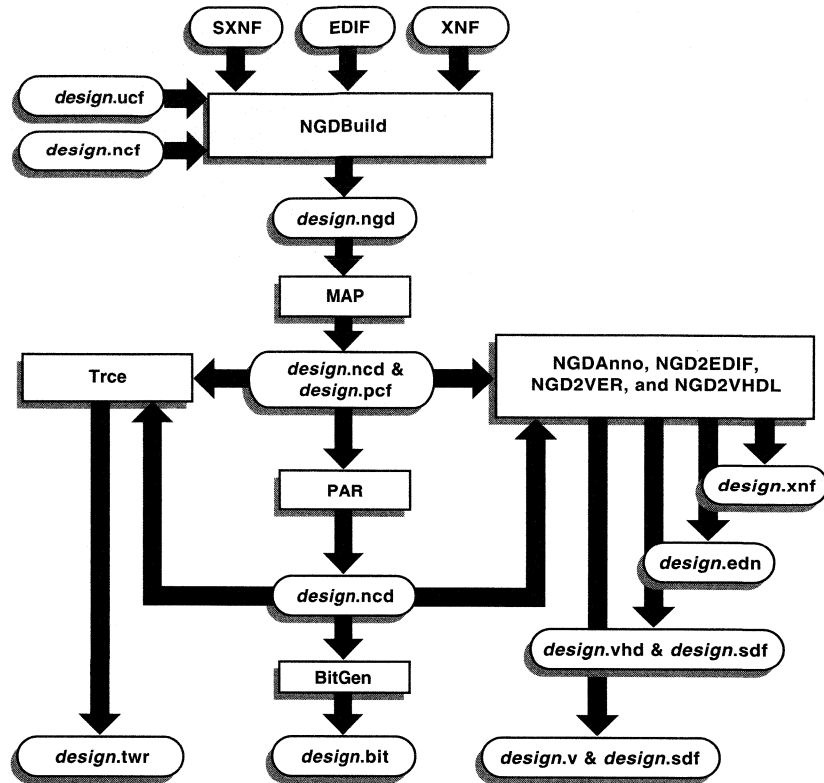 SXNF
EDIF
XNF
design.ucf
NGDBuild
design.ncf
design.ngd
MAP
Trce
design.ncd &
design.pcf
NGDAnno, NGD2EDIF,
NGD2VER, and NGD2VHDL
PAR
design.xnf
design.edn
design.ncd
design.vhd & design.sdf
BitGen
design.twr
design.bit
design.v & design.sdf